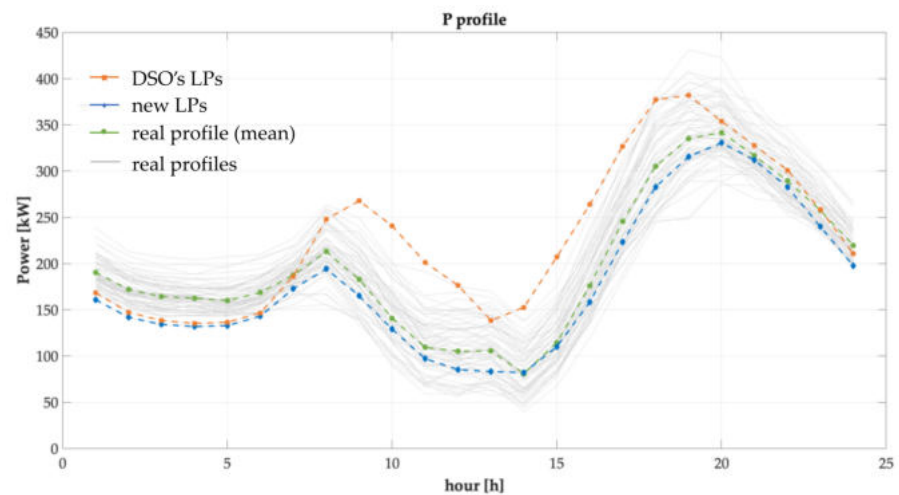 P profile
450
400
350
300
250
200
150
100
50
0
Power [kW]
DSO's LPs
new LPs
real profile (mean)
real profiles
0 5 10 15 20 25
hour [h]